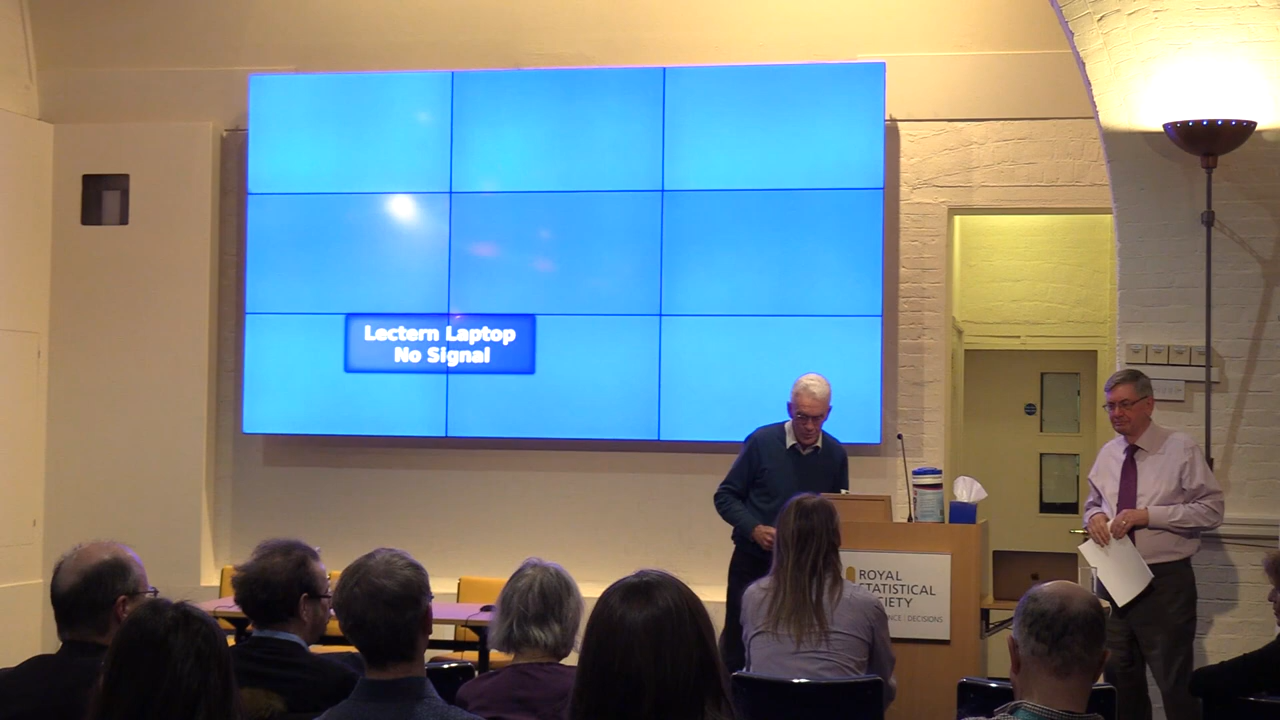 Lectern Laptop
No Signal
ROYAL
STATISTICAL
SOCIETY
DECISIONS